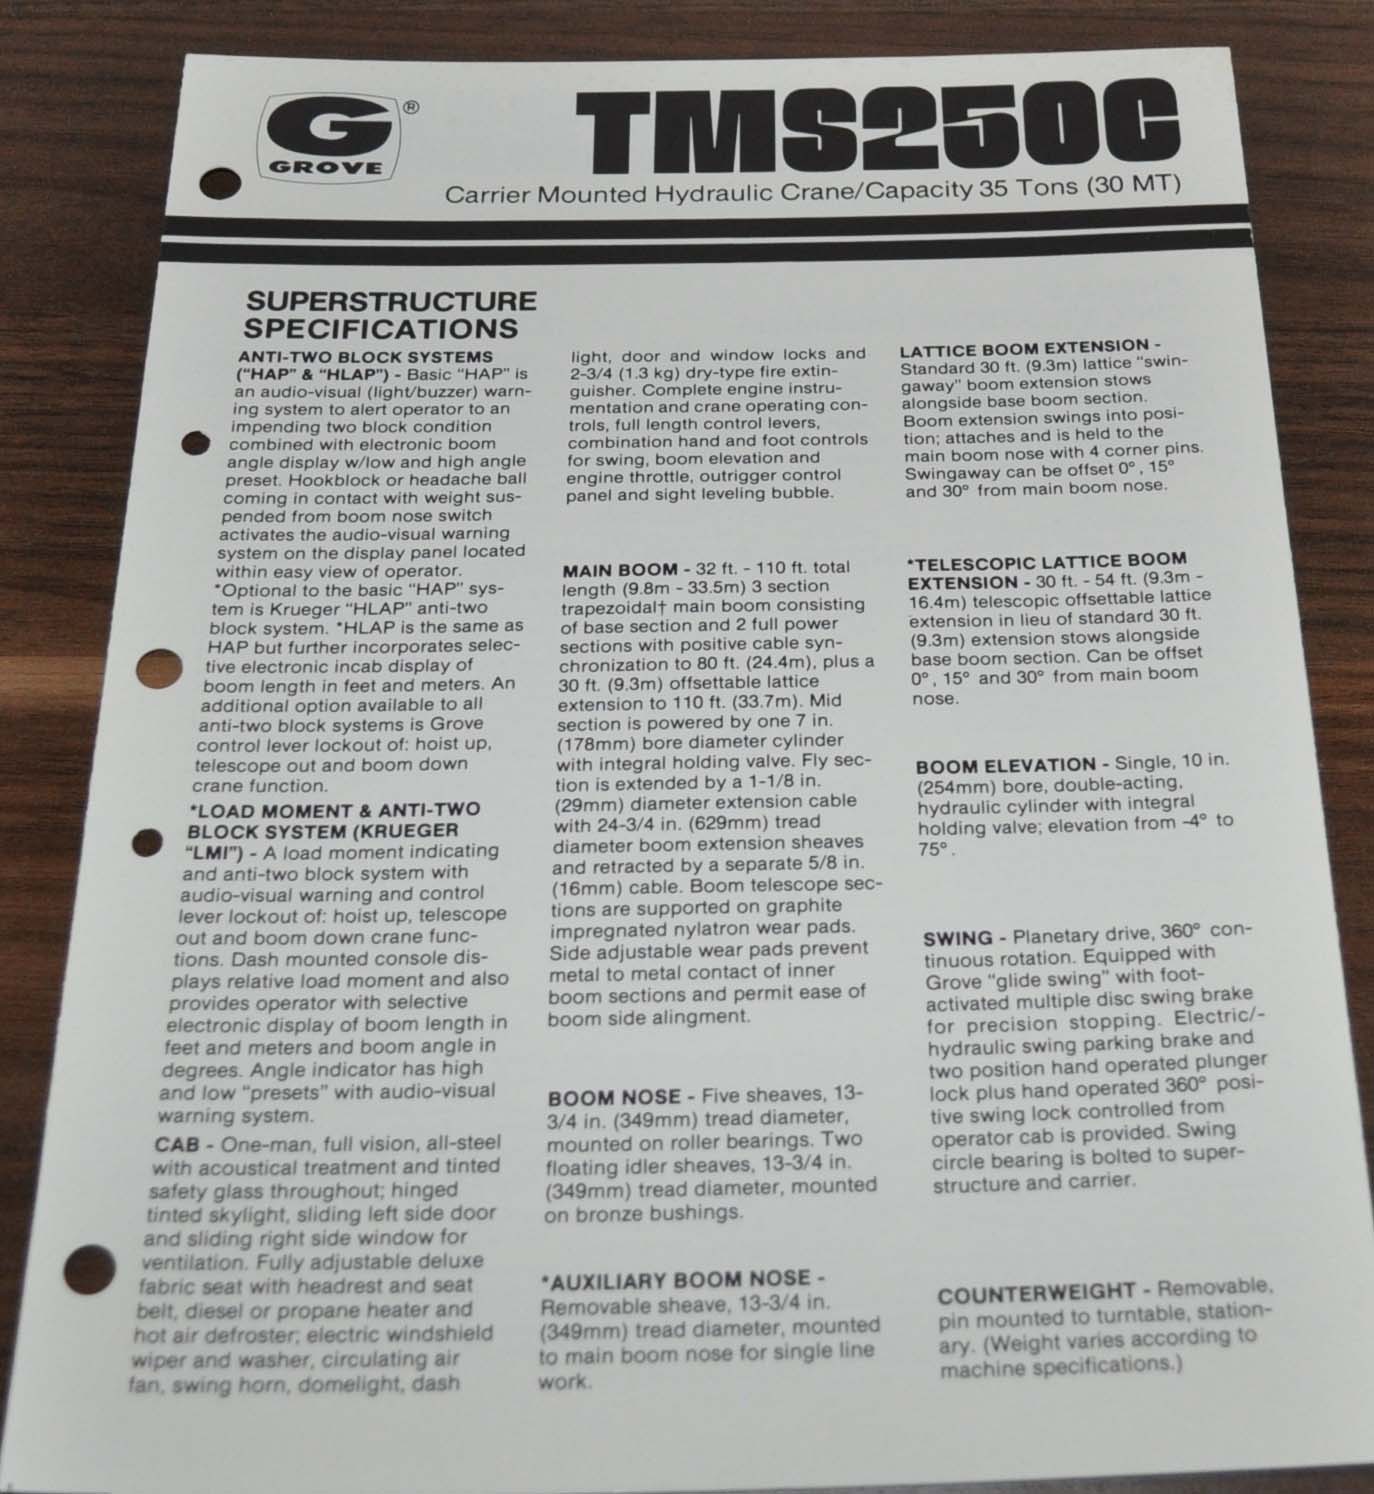 G ®
GROVE
TMS250C
Carrier Mounted Hydraulic Crane/Capacity 35 Tons (30 MT)
SUPERSTRUCTURE
SPECIFICATIONS
ANTI-TWO BLOCK SYSTEMS
("HAP" & "HLAP") - Basic "HAP" is
an audio-visual (light/buzzer) warn-
ing system to alert operator to an
impending two block condition
combined with electronic boom
angle display w/low and high angle
preset. Hookblock or headache ball
coming in contact with weight sus-
pended from boom nose switch
activates the audio-visual warning
system on the display panel located
within easy view of operator.
*Optional to the basic "HAP" sys-
tem is Krueger "HLAP" anti-two
block system. *HLAP is the same as
HAP but further incorporates selec-
tive electronic incab display of
boom length in feet and meters. An
additional option available to all
anti-two block systems is Grove
control lever lockout of: hoist up,
telescope out and boom down
crane function.
*LOAD MOMENT & ANTI-TWO
BLOCK SYSTEM (KRUEGER
"LMI") - A load moment indicating
and anti-two block system with
audio-visual warning and control
lever lockout of: hoist up, telescope
out and boom down crane func-
tions. Dash mounted console dis-
plays relative load moment and also
provides operator with selective
electronic display of boom length in
feet and meters and boom angle in
degrees. Angle indicator has high
and low "presets" with audio-visual
warning system.
CAB - One-man, full vision, all-steel
with acoustical treatment and tinted
safety glass throughout; hinged
tinted skylight, sliding left side door
and sliding right side window for
ventilation. Fully adjustable deluxe
fabric seat with headrest and seat
belt, diesel or propane heater and
hot air defroster; electric windshield
wiper and washer, circulating air
fan, swing horn, domelight, dash
light, door and window locks and
2-3/4 (1.3 kg) dry-type fire extin-
guisher. Complete engine instru-
mentation and crane operating con-
trols, full length control levers,
combination hand and foot controls
for swing, boom elevation and
engine throttle, outrigger control
panel and sight leveling bubble.
MAIN BOOM - 32 ft. - 110 ft. total
length (9.8m - 33.5m) 3 section
trapezoidal† main boom consisting
of base section and 2 full power
sections with positive cable syn-
chronization to 80 ft. (24.4m), plus a
30 ft. (9.3m) offsettable lattice
extension to 110 ft. (33.7m). Mid
section is powered by one 7 in.
(178mm) bore diameter cylinder
with integral holding valve. Fly sec-
tion is extended by a 1-1/8 in.
(29mm) diameter extension cable
with 24-3/4 in. (629mm) tread
diameter boom extension sheaves
and retracted by a separate 5/8 in.
(16mm) cable. Boom telescope sec-
tions are supported on graphite
impregnated nylatron wear pads.
Side adjustable wear pads prevent
metal to metal contact of inner
boom sections and permit ease of
boom side alingment.
BOOM NOSE - Five sheaves, 13-
3/4 in. (349mm) tread diameter,
mounted on roller bearings. Two
floating idler sheaves, 13-3/4 in.
(349mm) tread diameter, mounted
on bronze bushings.
*AUXILIARY BOOM NOSE -
Removable sheave, 13-3/4 in.
(349mm) tread diameter, mounted
to main boom nose for single line
work.
LATTICE BOOM EXTENSION -
Standard 30 ft. (9.3m) lattice "swin-
gaway" boom extension stows
alongside base boom section.
Boom extension swings into posi-
tion; attaches and is held to the
main boom nose with 4 corner pins.
Swingaway can be offset 0°, 15°
and 30° from main boom nose.
*TELESCOPIC LATTICE BOOM
EXTENSION - 30 ft. - 54 ft. (9.3m -
16.4m) telescopic offsettable lattice
extension in lieu of standard 30 ft.
(9.3m) extension stows alongside
base boom section. Can be offset
0°, 15° and 30° from main boom
nose.
BOOM ELEVATION - Single, 10 in.
(254mm) bore, double-acting,
hydraulic cylinder with integral
holding valve; elevation from -4° to
75°.
SWING - Planetary drive, 360° con-
tinuous rotation. Equipped with
Grove "glide swing" with foot-
activated multiple disc swing brake
for precision stopping. Electric/-
hydraulic swing parking brake and
two position hand operated plunger
lock plus hand operated 360° posi-
tive swing lock controlled from
operator cab is provided. Swing
circle bearing is bolted to super-
structure and carrier.
COUNTERWEIGHT - Removable,
pin mounted to turntable, station-
ary. (Weight varies according to
machine specifications.)